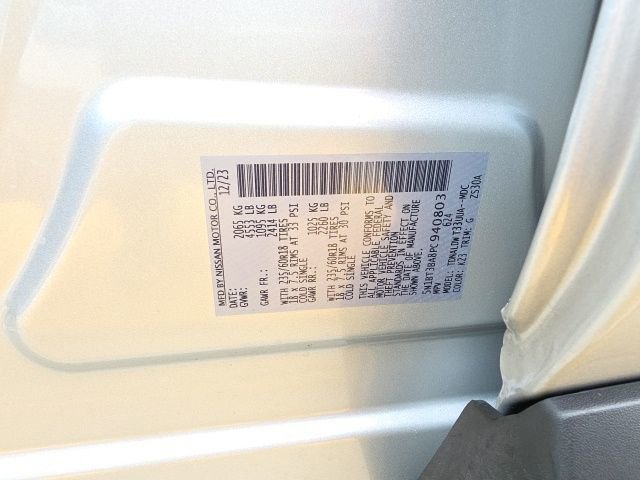 MFD BY NISSAN MOTOR CO., LTD.
DATE: 12/23
GVWR: 2065 KG
4553 LB
GAWR FR.: 1095 KG
2414 LB
WITH 235/60R18 TIRES
18 X 7.5 RIMS AT 33 PSI
COLD SINGLE
GAWR RR.: 1025 KG
2260 LB
WITH 235/60R18 TIRES
18 X 7.5 RIMS AT 30 PSI
COLD SINGLE
THIS VEHICLE CONFORMS TO
ALL APPLICABLE FEDERAL
MOTOR VEHICLE SAFETY AND
THEFT PREVENTION
STANDARDS IN EFFECT ON
THE DATE OF MANUFACTURE
SHOWN ABOVE.
5N1BT3BA8PC940803
MPV 624
MODEL: -MDC
COLOR: KZ3 TRIM: G ZS30A